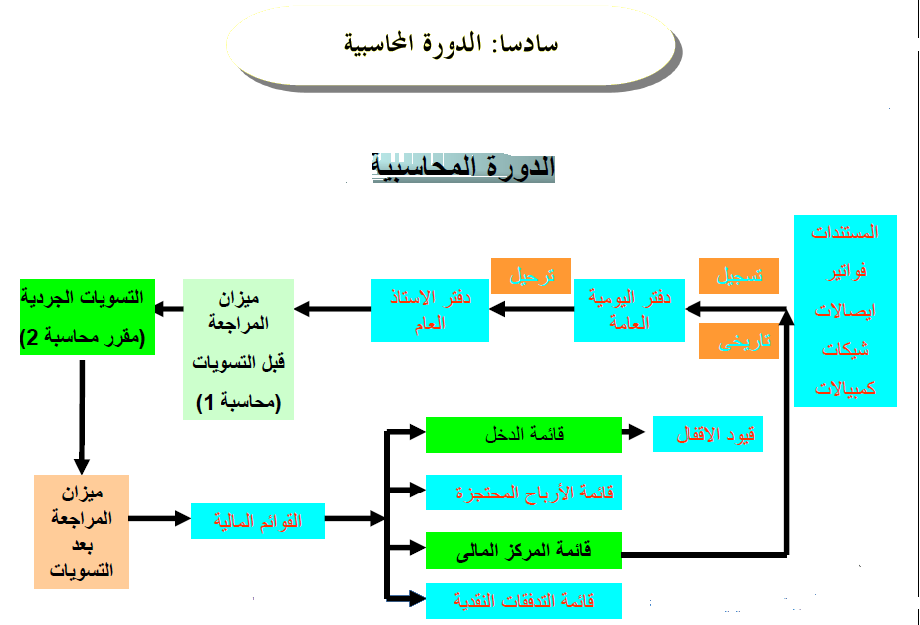 سادسا: الدورة المحاسبية
الدورة المحاسبية
المستندات
فواتير
ايصالات
شيكات
كمبيالات
تسجيل
تاريخي
دفتر اليومية
العامة
ترحيل
دفتر الاستاذ
العام
ميزان
المراجعة
قبل التسويات
(محاسبة 1)
التسويات الجردية
(مقرر محاسبة 2)
ميزان
المراجعة
بعد
التسويات
القوائم المالية
قائمة الدخل
قيود الاقفال
قائمة الأرباح المحتجزة
قائمة المركز المالى
قائمة التدفقات النقدية